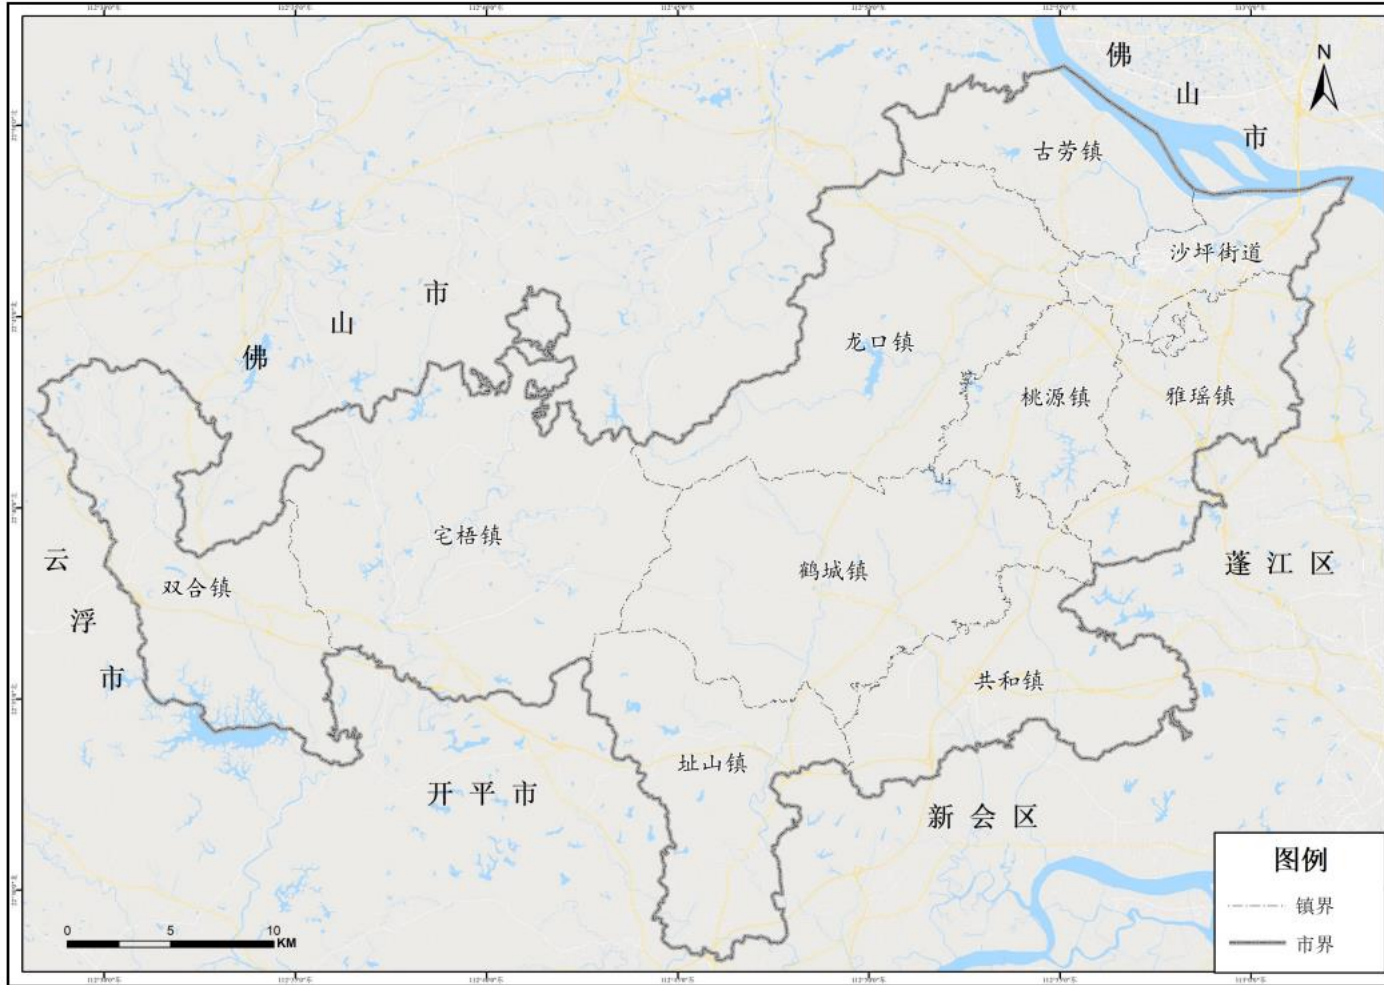 佛山市
N
古劳镇
沙坪街道
佛山市
龙口镇
桃源镇
雅瑶镇
宅梧镇
云浮市
双合镇
鹤城镇
蓬江区
共和镇
址山镇
开平市
新会区
图例
镇界
市界
0 5 10
KM